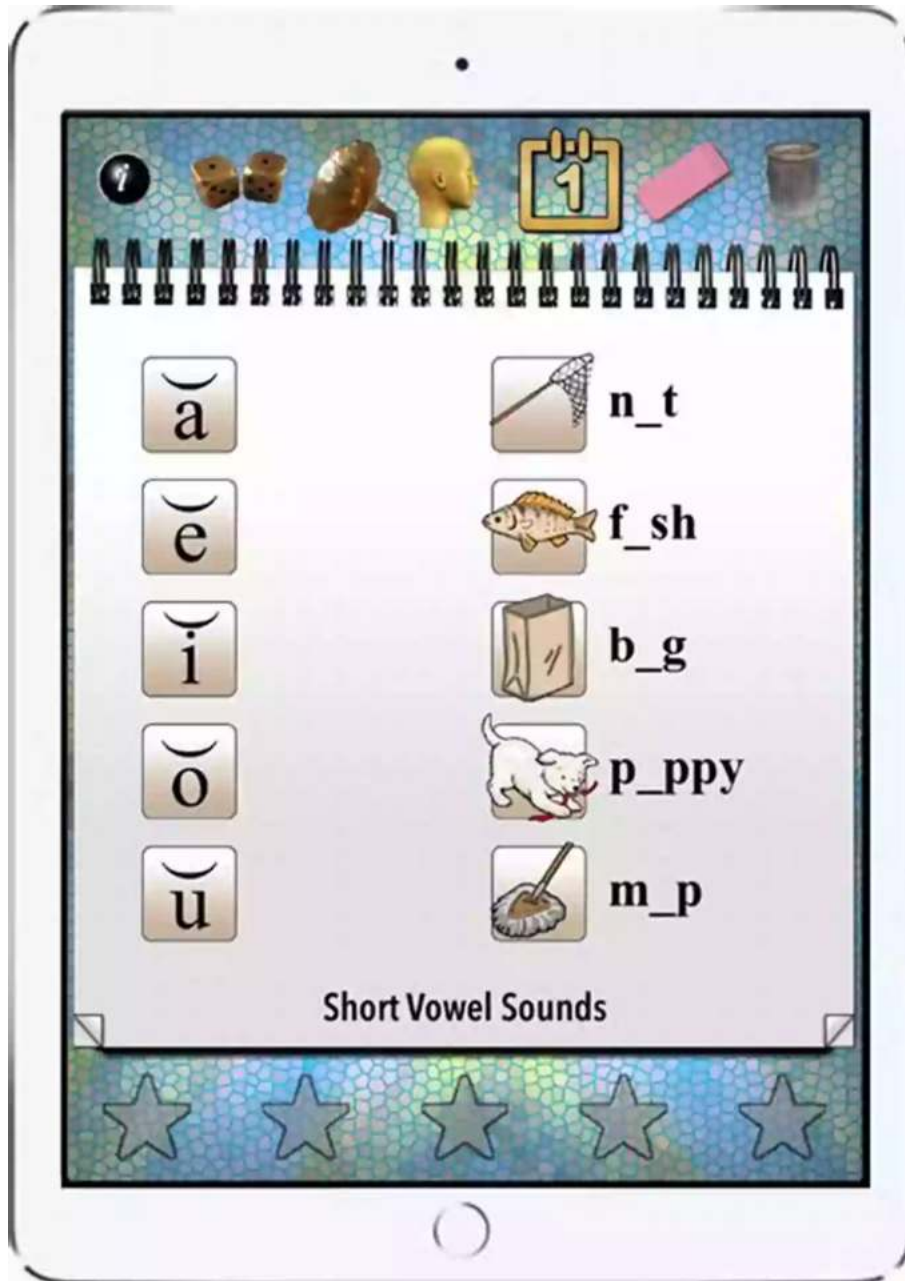 i
1
ă n_t
ĕ f_sh
ĭ b_g
ŏ p_ppy
ŭ m_p
Short Vowel Sounds